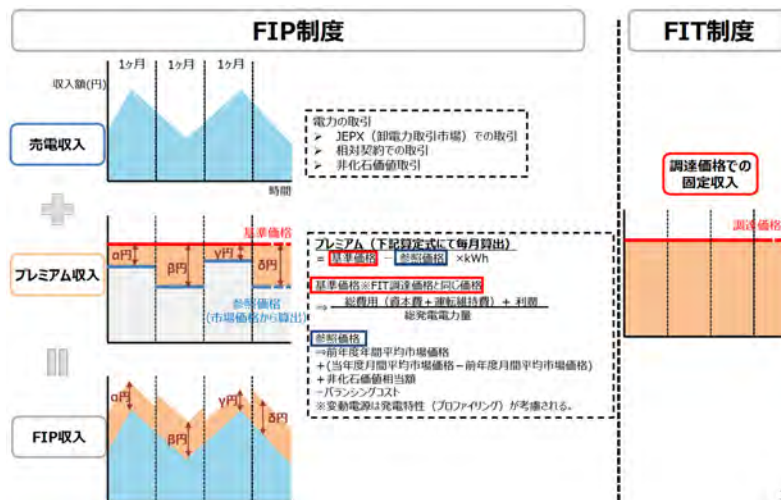 FIP制度
FIT制度
1ヶ月 1ヶ月 1ヶ月
収入額(円)
売電収入
時間
電力の取引
➢ JEPX（卸電力取引市場）での取引
➢ 相対契約での取引
➢ 非化石価値取引
調達価格での
固定収入
調達価格
プレミアム収入
基準価格
α円
β円
γ円
δ円
参照価格
(市場価格から算出)
プレミアム（下記算定式にて毎月算出）
= 基準価格 － 参照価格 ×kWh
基準価格※FIT調達価格と同じ価格
⇒ 総費用（資本費＋運転維持費）＋ 利潤
総発電電力量
参照価格
⇒前年度年間平均市場価格
＋(当年度月間平均市場価格－前年度月間平均市場価格)
＋非化石価値相当額
－バランシングコスト
※変動電源は発電特性（プロファイリング）が考慮される。
FIP収入
α円
β円
γ円
δ円